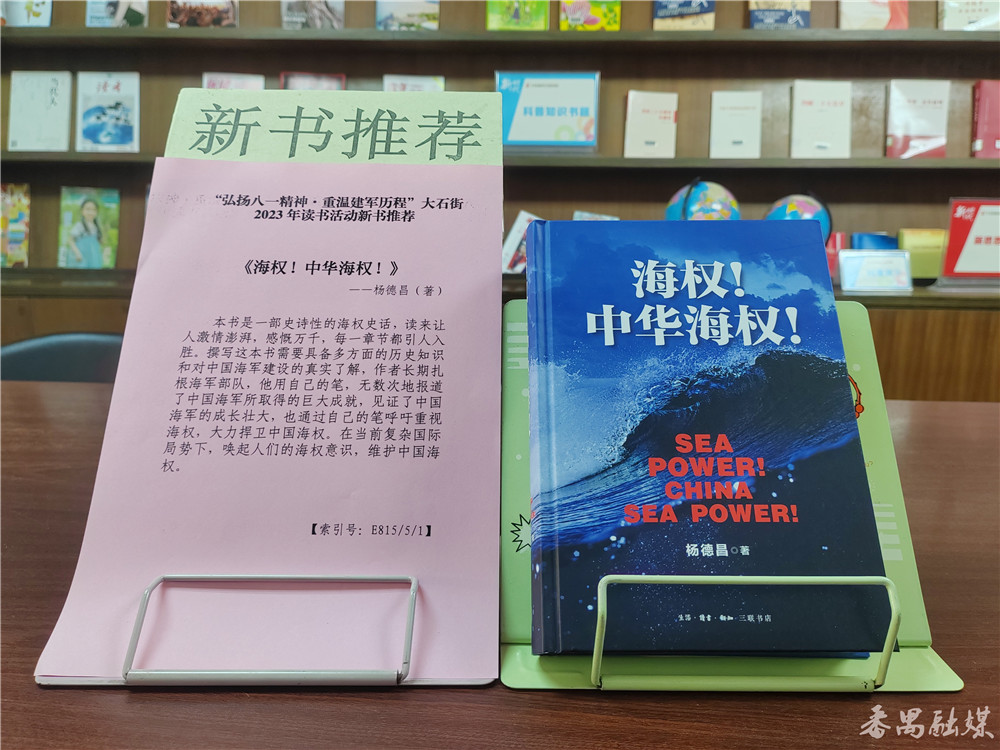 新书推荐
“弘扬八一精神·重温建军历程”大石街
2023年读书活动新书推荐
《海权！中华海权！》
——杨德昌（著）
本书是一部史诗性的海权史话，读来让
人激情澎湃，感慨万千，每一章节都引人入
胜。撰写这本书需要具备多方面的历史知识
和对中国海军建设的真实了解，作者长期扎
根海军部队，他用自己的笔，无数次地报道
了中国海军所取得的巨大成就，见证了中国
海军的成长壮大，也通过自己的笔呼吁重视
海权，大力捍卫中国海权。在当前复杂国际
局势下，唤起人们的海权意识，维护中国海
权。
【索引号：E815/5/1】
海权！
中华海权！
SEA
POWER!
CHINA
SEA POWER!
杨德昌 著
生活·读书·新知 三联书店
科普知识书籍
番禺融媒